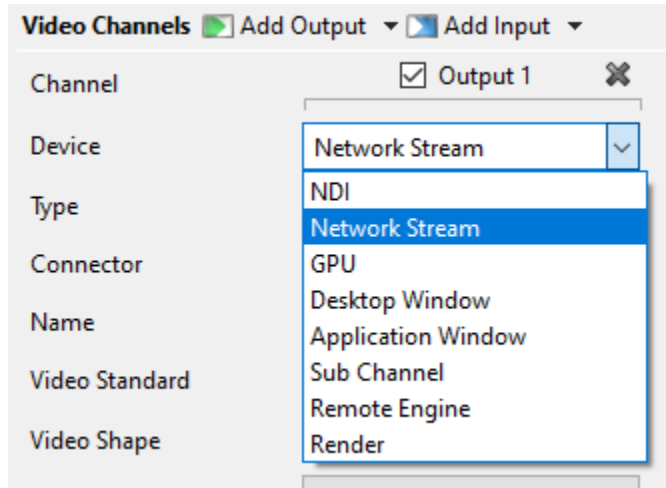 Video Channels Add Output Add Input
Channel Output 1
Device Network Stream
NDI
Type
Network Stream
Connector GPU
Desktop Window
Name
Application Window
Video Standard Sub Channel
Remote Engine
Video Shape Render